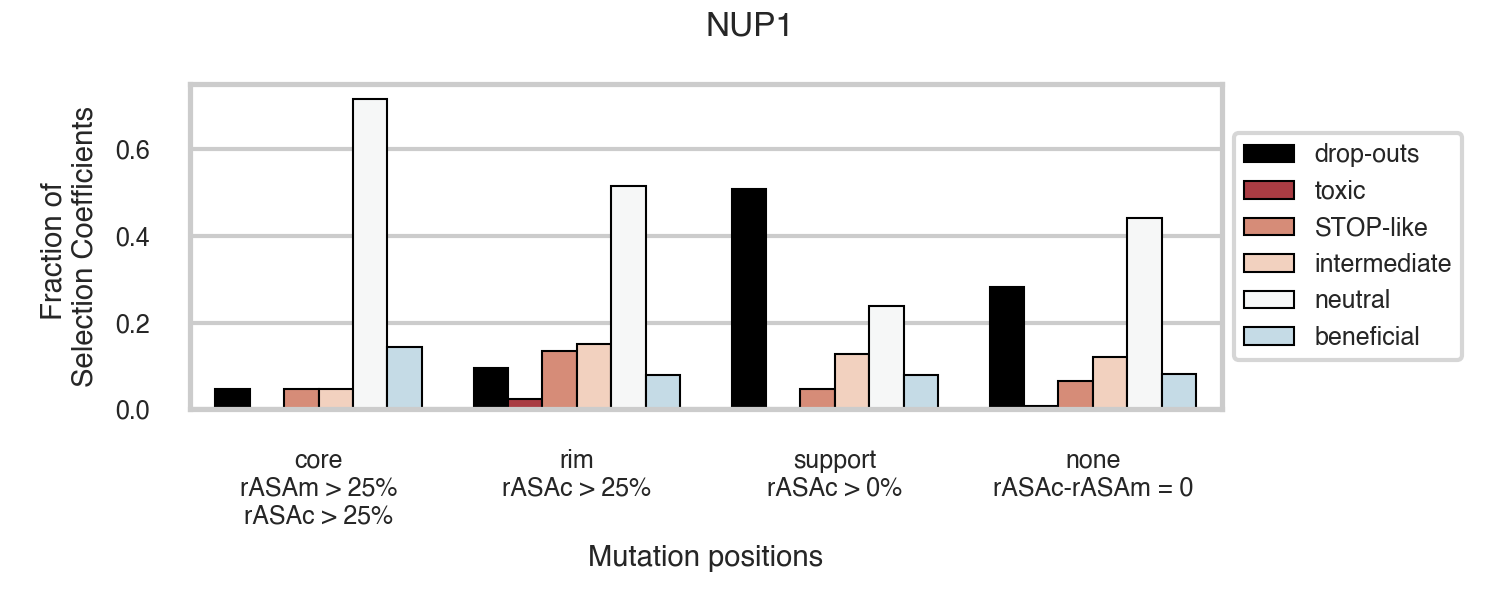 NUP1
Fraction of
Selection Coefficients
0.6
0.4
0.2
0.0
drop-outs
toxic
STOP-like
intermediate
neutral
beneficial
core
rASAm > 25%
rASAc > 25%
rim
rASAc > 25%
support
rASAc > 0%
none
rASAc-rASAm = 0
Mutation positions